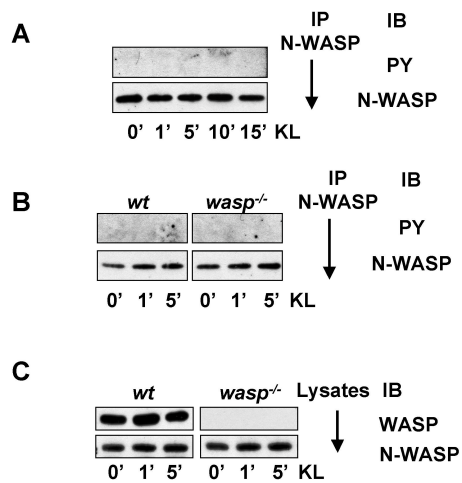 A
IP IB
N-WASP
PY
N-WASP
0’ 1’ 5’ 10’ 15’ KL
B
wt wasp-/- IP IB
N-WASP
PY
N-WASP
0’ 1’ 5’ 0’ 1’ 5’ KL
C
wt wasp-/- Lysates IB
WASP
N-WASP
0’ 1’ 5’ 0’ 1’ 5’ KL